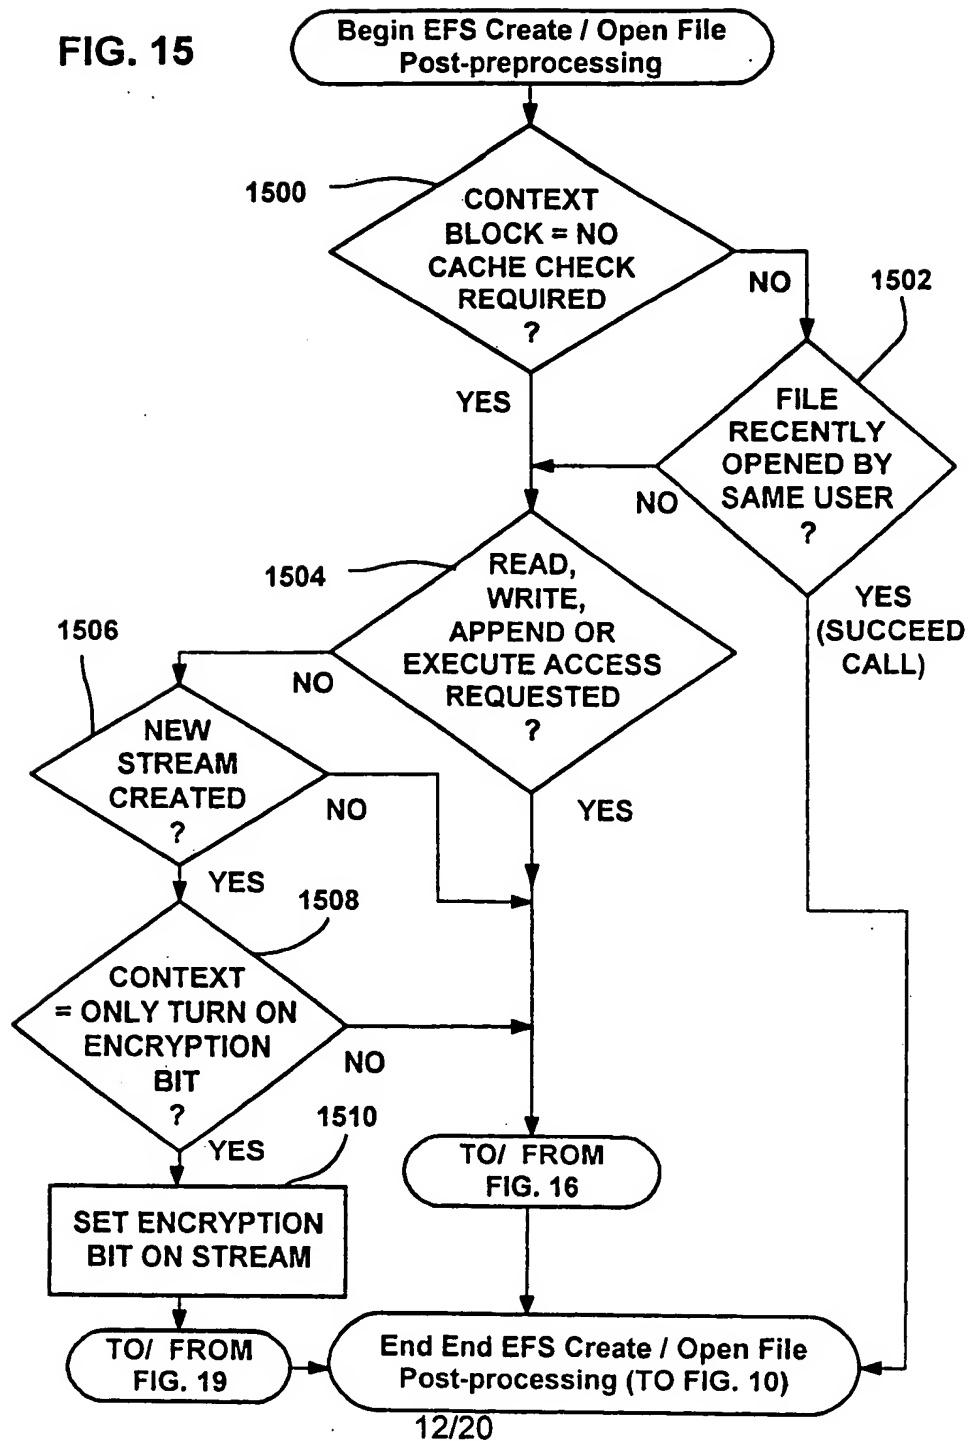 FIG. 15
Begin EFS Create / Open File
Post-preprocessing
1500
CONTEXT
BLOCK = NO
CACHE CHECK
REQUIRED
?
NO
1502
YES
FILE
RECENTLY
OPENED BY
SAME USER
?
NO
YES
(SUCCEED
CALL)
1504
READ,
WRITE,
APPEND OR
EXECUTE ACCESS
REQUESTED
?
NO
YES
1506
NEW
STREAM
CREATED
?
NO
YES
1508
CONTEXT
= ONLY TURN ON
ENCRYPTION
BIT
?
NO
YES
1510
SET ENCRYPTION
BIT ON STREAM
TO/ FROM
FIG. 16
TO/ FROM
FIG. 19
End End EFS Create / Open File
Post-processing (TO FIG. 10)
12/20